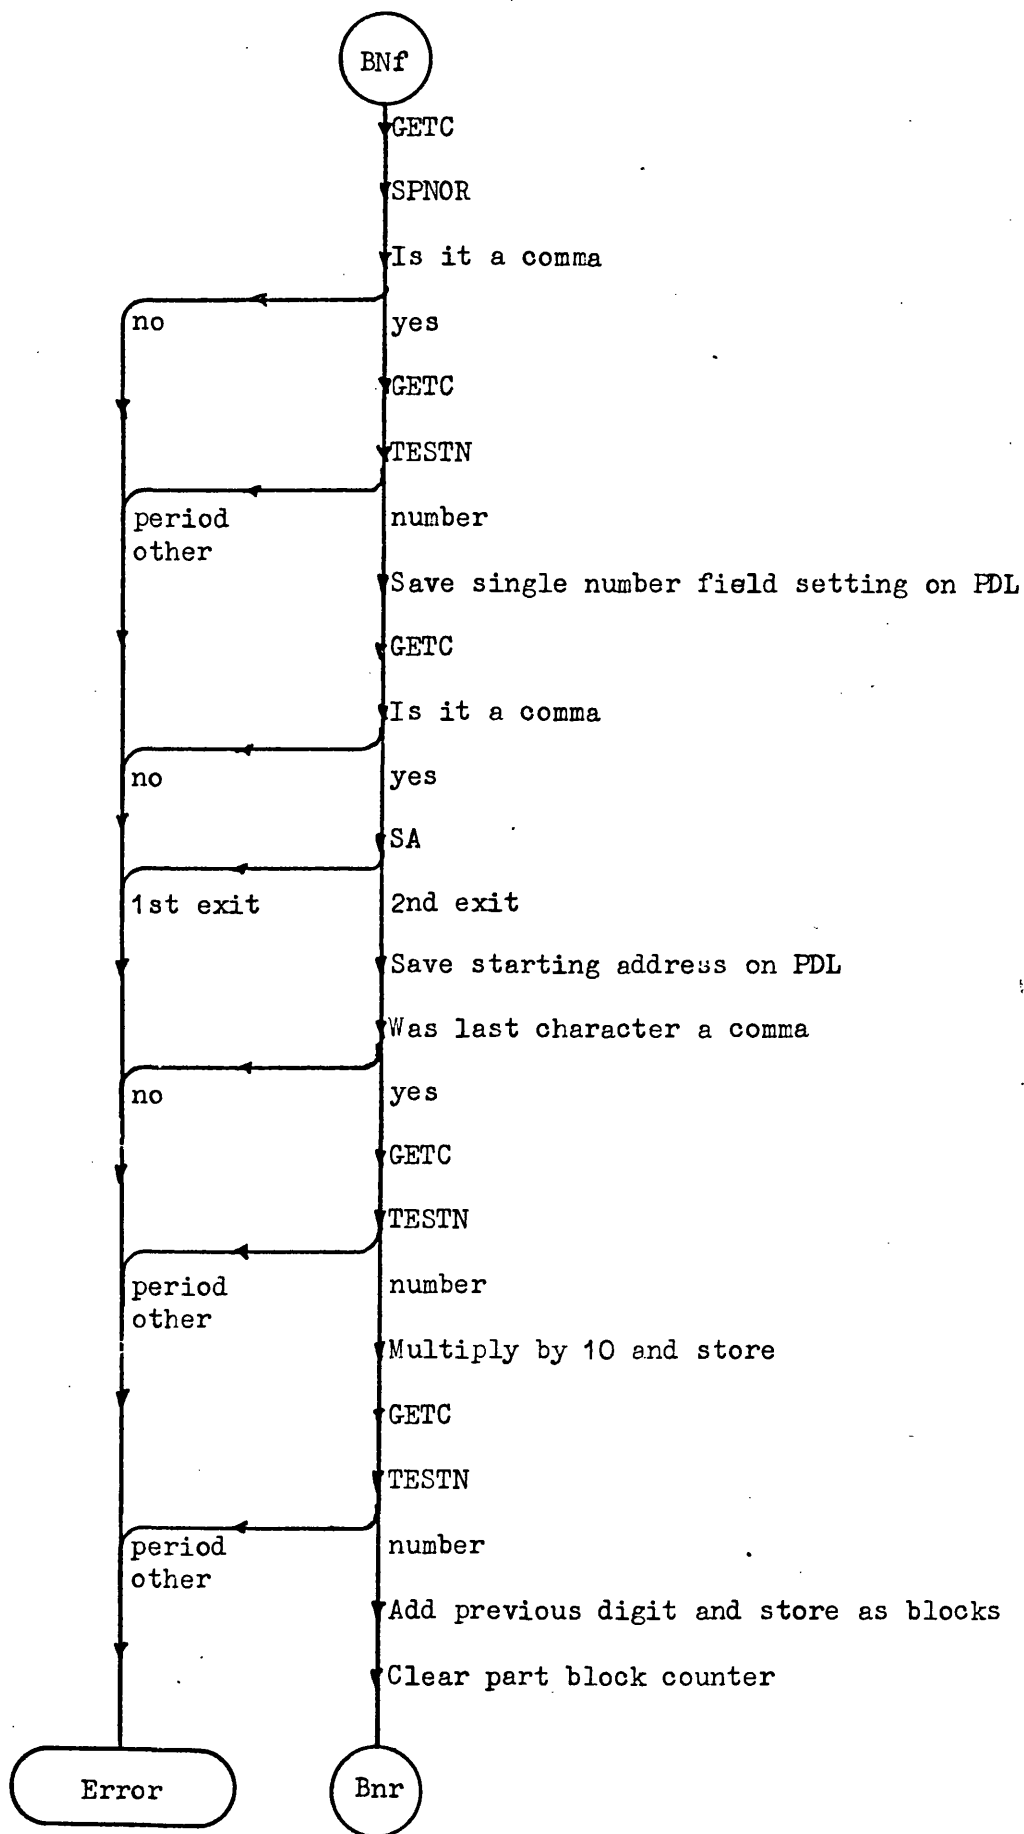 BNf
GETC
SPNOR
Is it a comma
no
yes
GETC
TESTN
period
other
number
Save single number field setting on PDL
GETC
Is it a comma
no
yes
SA
1st exit
2nd exit
Save starting address on PDL
Was last character a comma
no
yes
GETC
TESTN
period
other
number
Multiply by 10 and store
GETC
TESTN
period
other
number
Add previous digit and store as blocks
Clear part block counter
Error
Bnr